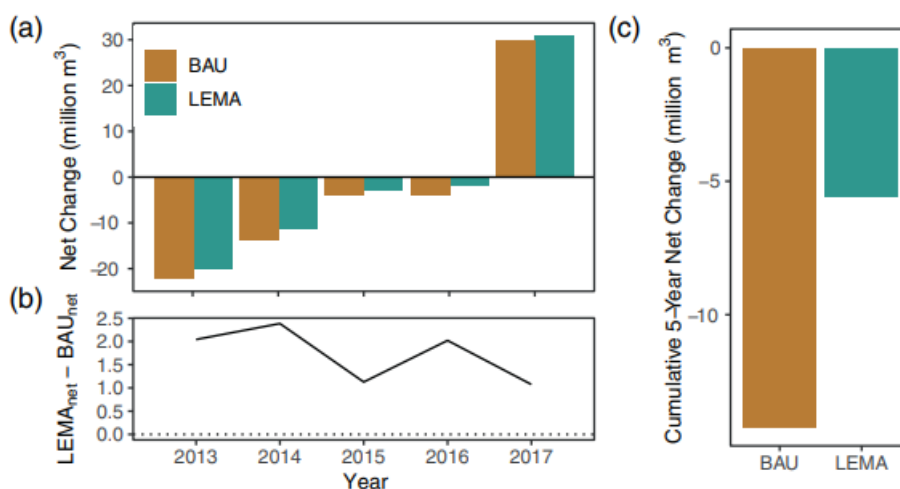 (a)
Net Change (million m³)
30
20
10
0
−10
−20
BAU
LEMA
(b)
LEMAnet − BAUnet
2.5
2.0
1.5
1.0
0.5
0.0
2013 2014 2015 2016 2017
Year
(c)
Cumulative 5-Year Net Change (million m³)
0
−5
−10
BAU LEMA